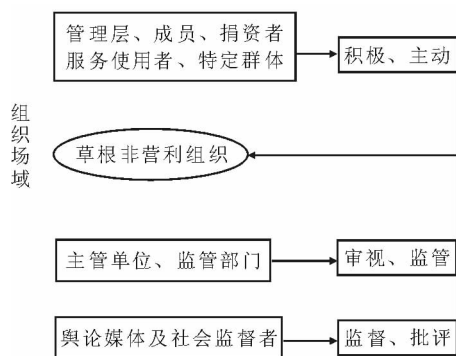 管理层、成员、捐资者
服务使用者、特定群体
积极、主动
组织场域
草根非营利组织
主管单位、监管部门
审视、监管
舆论媒体及社会监督者
监督、批评